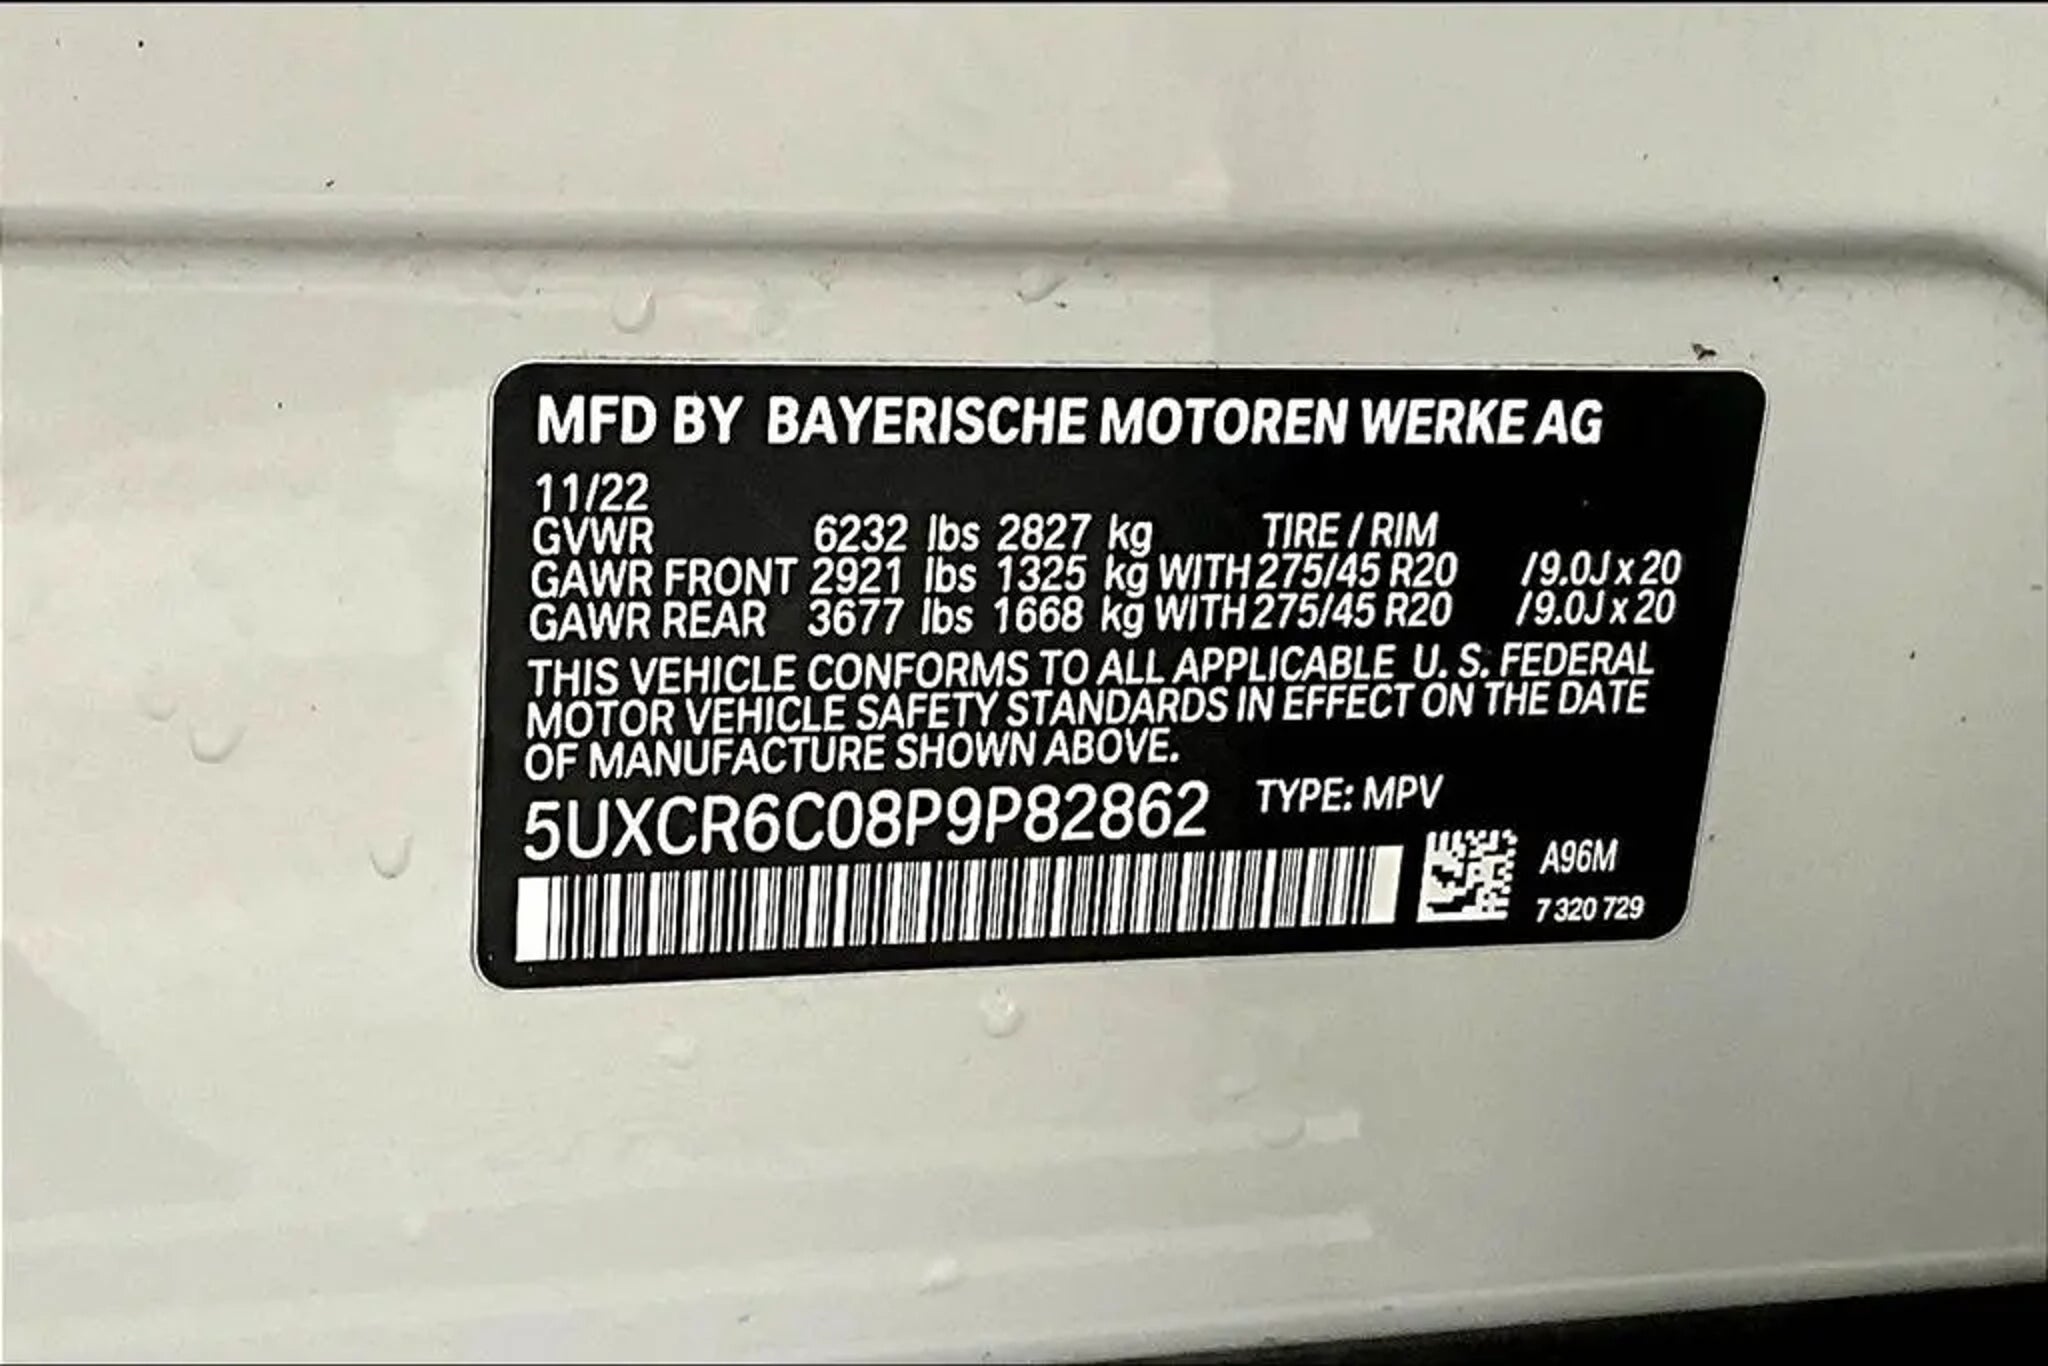 MFD BY BAYERISCHE MOTOREN WERKE AG
11/22
GVWR 6232 lbs 2827 kg TIRE / RIM
GAWR FRONT 2921 lbs 1325 kg WITH 275/45 R20 /9.0J x 20
GAWR REAR 3677 lbs 1668 kg WITH 275/45 R20 /9.0J x 20
THIS VEHICLE CONFORMS TO ALL APPLICABLE U. S. FEDERAL
MOTOR VEHICLE SAFETY STANDARDS IN EFFECT ON THE DATE
OF MANUFACTURE SHOWN ABOVE.
5UXCR6C08P9P82862 TYPE: MPV
A96M
7 320 729